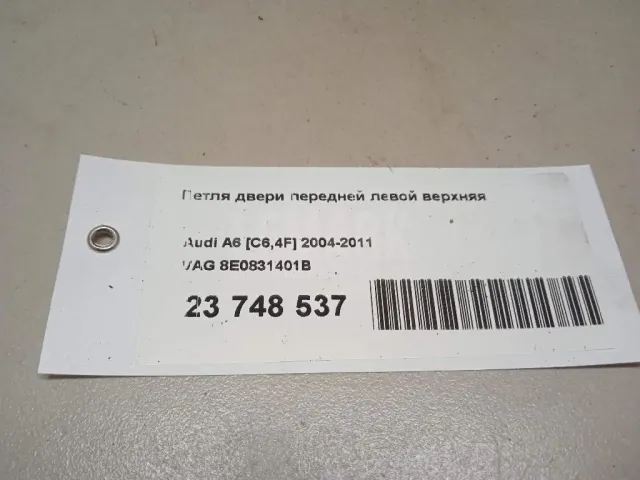 Петля двери передней левой верхняя
Audi A6 [C6,4F] 2004-2011
VAG 8E0831401B
23 748 537